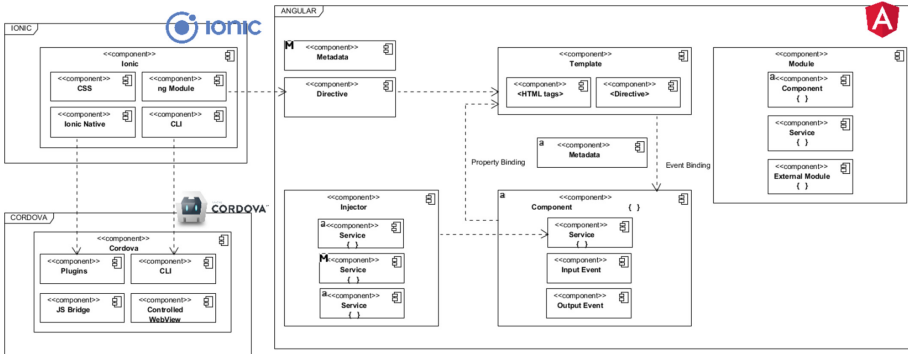 IONIC
ionic
<<component>>
Ionic
<<component>>
CSS
<<component>>
ng Module
<<component>>
Ionic Native
<<component>>
CLI
CORDOVA
CORDOVA
<<component>>
Cordova
<<component>>
Plugins
<<component>>
CLI
<<component>>
JS Bridge
<<component>>
Controlled
WebView
ANGULAR
A
M
<<component>>
Metadata
<<component>>
Directive
<<component>>
Template
<<component>>
<HTML tags>
<<component>>
<Directive>
<<component>>
Module
a
<<component>>
Component
{ }
<<component>>
Service
{ }
<<component>>
External Module
{ }
a
<<component>>
Metadata
Property Binding
Event Binding
<<component>>
Injector
a
<<component>>
Service
{ }
M
<<component>>
Service
{ }
a
<<component>>
Service
{ }
a
<<component>>
Component { }
<<component>>
Service
{ }
<<component>>
Input Event
<<component>>
Output Event